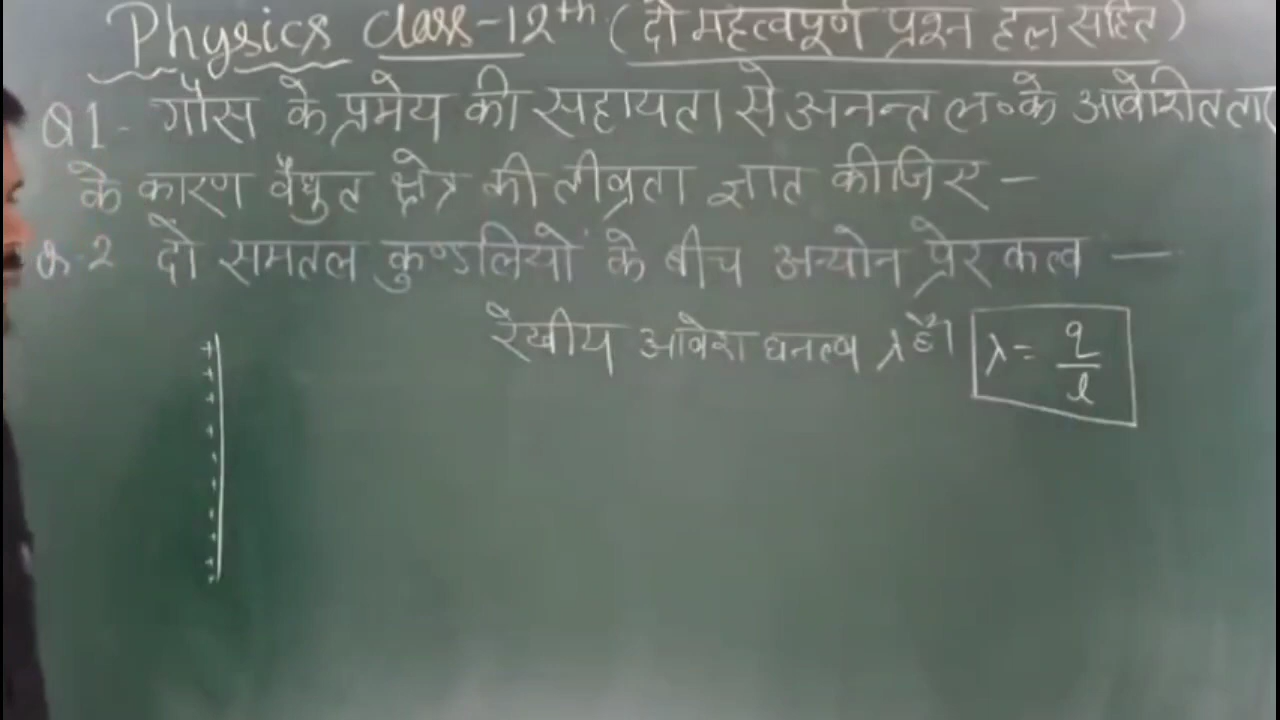 Physics Class-12th (दो महत्वपूर्ण प्रश्न हल सहित)
Q1- गौस के प्रमेय की सहायता से अनन्त ल॰ के आवेशित ता
के कारण वैधुत क्षेत्र की तीव्रता ज्ञात कीजिए -
Q.2 दो समतल कुण्डलियों के बीच अन्योन प्रेरकत्व —
रेखीय आवेश घनत्व λ है। λ = q/l
+
+
+
+
+
+
+
+
+